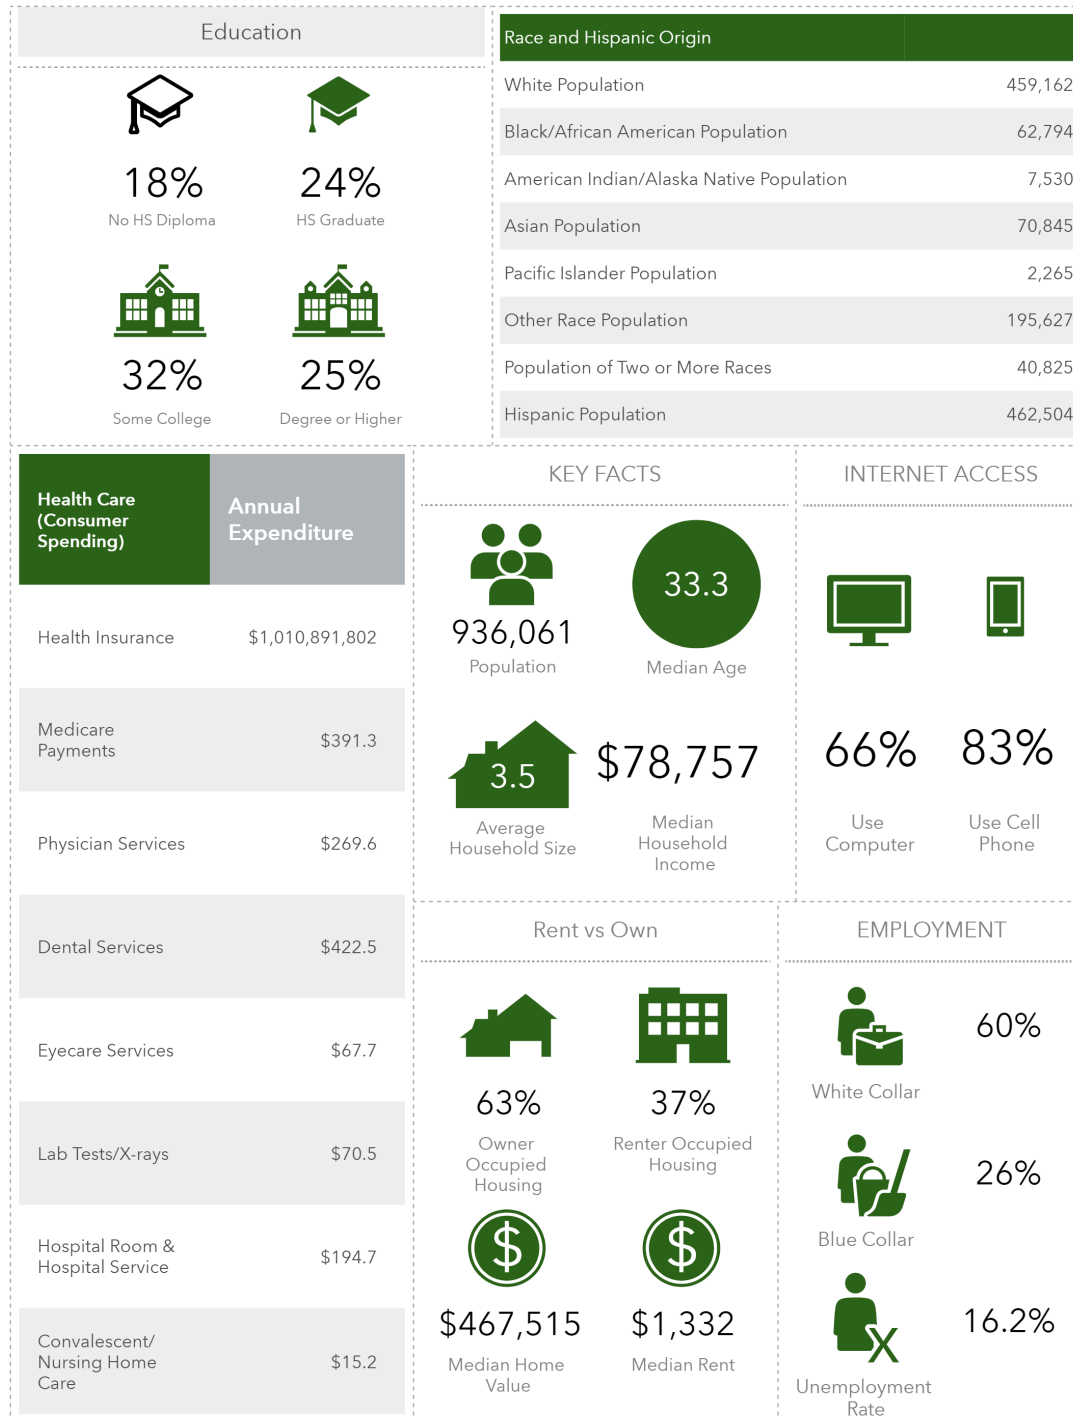 Education
18%
24%
No HS Diploma
HS Graduate
32%
25%
Some College
Degree or Higher
Race and Hispanic Origin
White Population 459,162
Black/African American Population 62,794
American Indian/Alaska Native Population 7,530
Asian Population 70,845
Pacific Islander Population 2,265
Other Race Population 195,627
Population of Two or More Races 40,825
Hispanic Population 462,504
Health Care
(Consumer
Spending)
Annual
Expenditure
Health Insurance $1,010,891,802
Medicare
Payments
$391.3
Physician Services $269.6
Dental Services $422.5
Eyecare Services $67.7
Lab Tests/X-rays $70.5
Hospital Room &
Hospital Service
$194.7
Convalescent/
Nursing Home
Care
$15.2
KEY FACTS
936,061
Population
33.3
Median Age
3.5
Average
Household Size
$78,757
Median
Household
Income
INTERNET ACCESS
66%
Use
Computer
83%
Use Cell
Phone
Rent vs Own
63%
Owner
Occupied
Housing
37%
Renter Occupied
Housing
$
$467,515
Median Home
Value
$
$1,332
Median Rent
EMPLOYMENT
60%
White Collar
26%
Blue Collar
X
16.2%
Unemployment
Rate